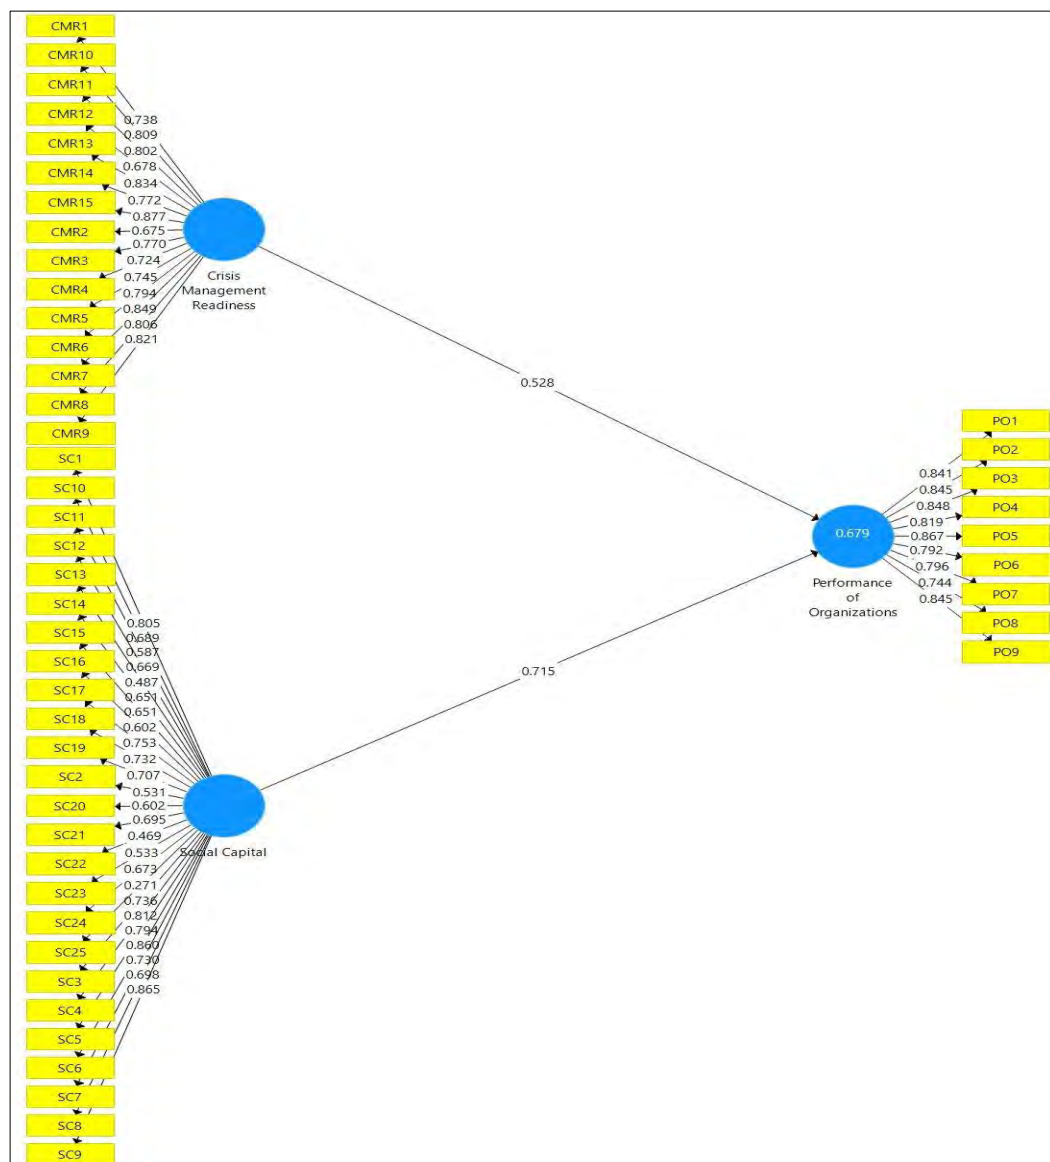 CMR1
CMR10
CMR11
CMR12
CMR13
CMR14
CMR15
CMR2
CMR3
CMR4
CMR5
CMR6
CMR7
CMR8
CMR9
0.738
0.809
0.802
0.678
0.834
0.772
0.877
0.675
0.770
0.724
0.745
0.794
0.849
0.806
0.821
Crisis
Management
Readiness
0.528
SC1
SC10
SC11
SC12
SC13
SC14
SC15
SC16
SC17
SC18
SC19
SC2
SC20
SC21
SC22
SC23
SC24
SC25
SC3
SC4
SC5
SC6
SC7
SC8
SC9
0.805
0.689
0.587
0.669
0.487
0.651
0.651
0.602
0.753
0.732
0.707
0.531
0.602
0.695
0.469
0.533
0.673
0.271
0.736
0.812
0.794
0.860
0.730
0.698
0.865
Social Capital
0.715
0.679
Performance
of
Organizations
0.841
0.845
0.848
0.819
0.867
0.792
0.796
0.744
0.845
PO1
PO2
PO3
PO4
PO5
PO6
PO7
PO8
PO9